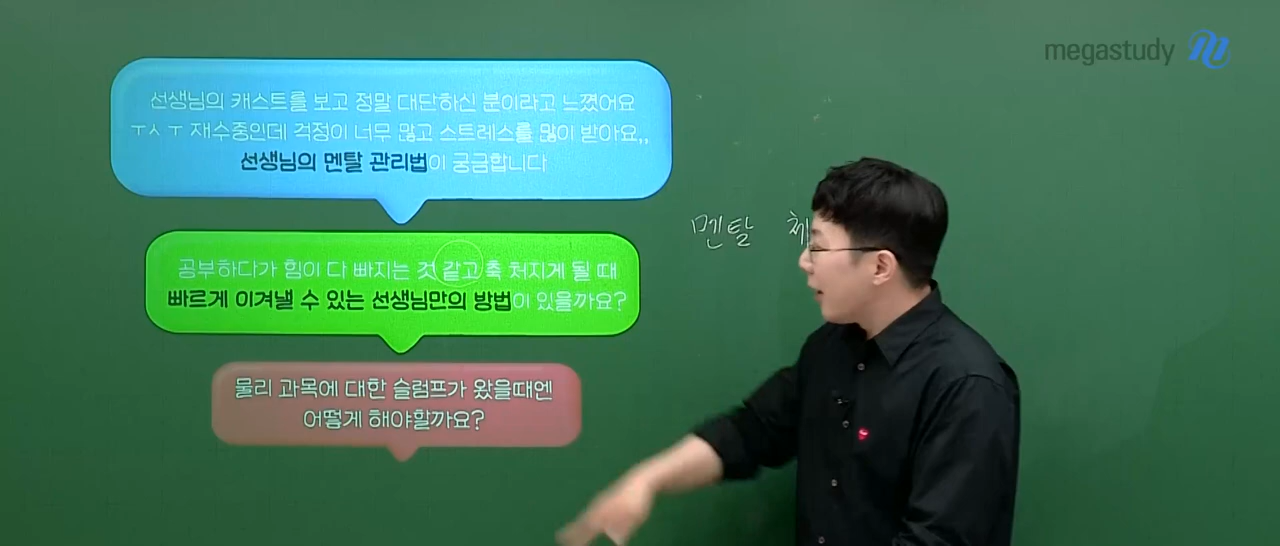 megastudy
선생님의 캐스트를 보고 정말 대단하신 분이라고 느꼈어요
ㅜㅅㅜ 재수중인데 걱정이 너무 많고 스트레스를 많이 받아요,,
선생님의 멘탈 관리법이 궁금합니다
멘탈
공부하다가 힘이 다 빠지는 것 같고 축 처지게 될 때
빠르게 이겨낼 수 있는 선생님만의 방법이 있을까요?
물리 과목에 대한 슬럼프가 왔을때엔
어떻게 해야할까요?